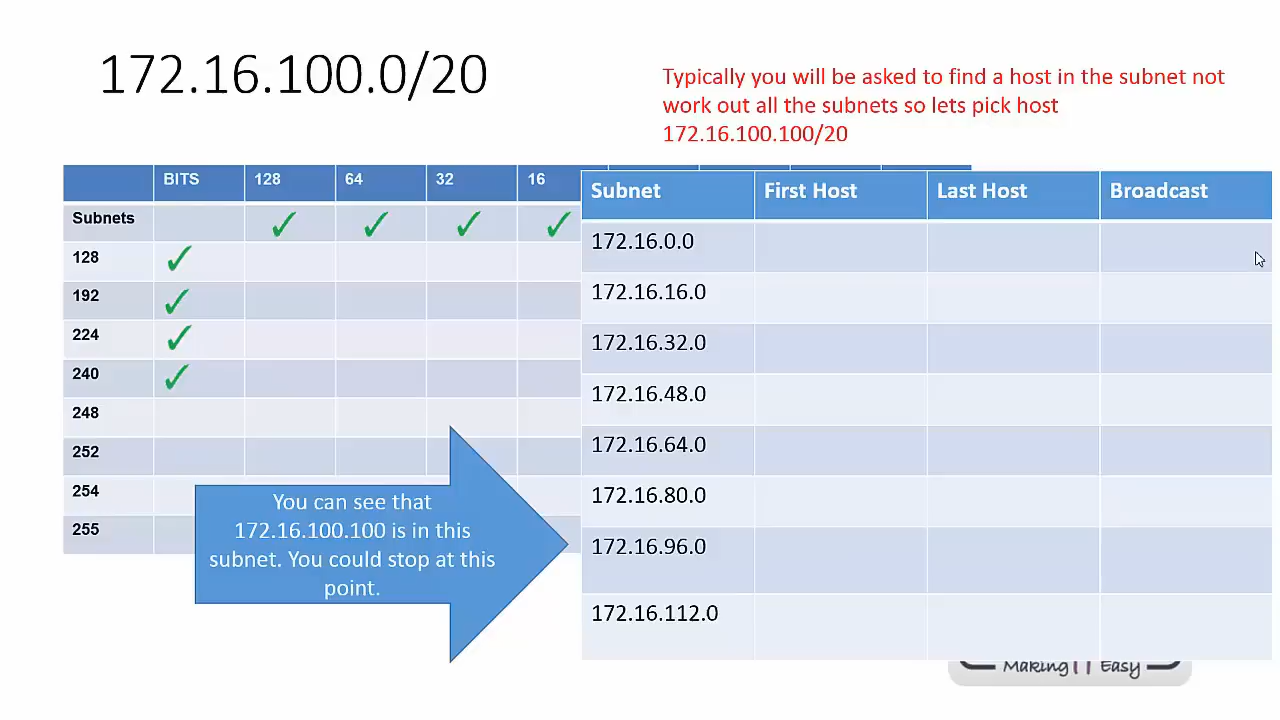 172.16.100.0/20
Typically you will be asked to find a host in the subnet not
work out all the subnets so lets pick host
172.16.100.100/20
BITS 128 64 32 16
Subnets ✓ ✓ ✓ ✓
128 ✓
192 ✓
224 ✓
240 ✓
248
252
254
255
Subnet First Host Last Host Broadcast
172.16.0.0
172.16.16.0
172.16.32.0
172.16.48.0
172.16.64.0
172.16.80.0
172.16.96.0
172.16.112.0
You can see that
172.16.100.100 is in this
subnet. You could stop at this
point.
Making IT Easy